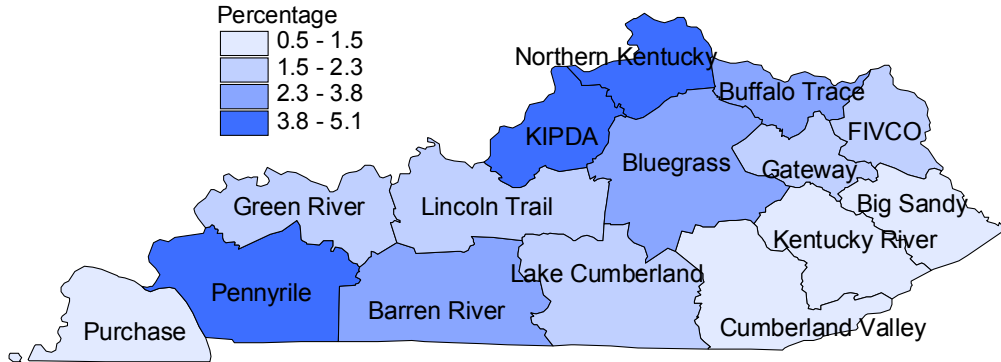 Percentage
0.5 - 1.5
1.5 - 2.3
2.3 - 3.8
3.8 - 5.1
Northern Kentucky
Buffalo Trace
KIPDA
FIVCO
Bluegrass
Gateway
Green River
Lincoln Trail
Big Sandy
Kentucky River
Lake Cumberland
Pennyrile
Barren River
Purchase
Cumberland Valley